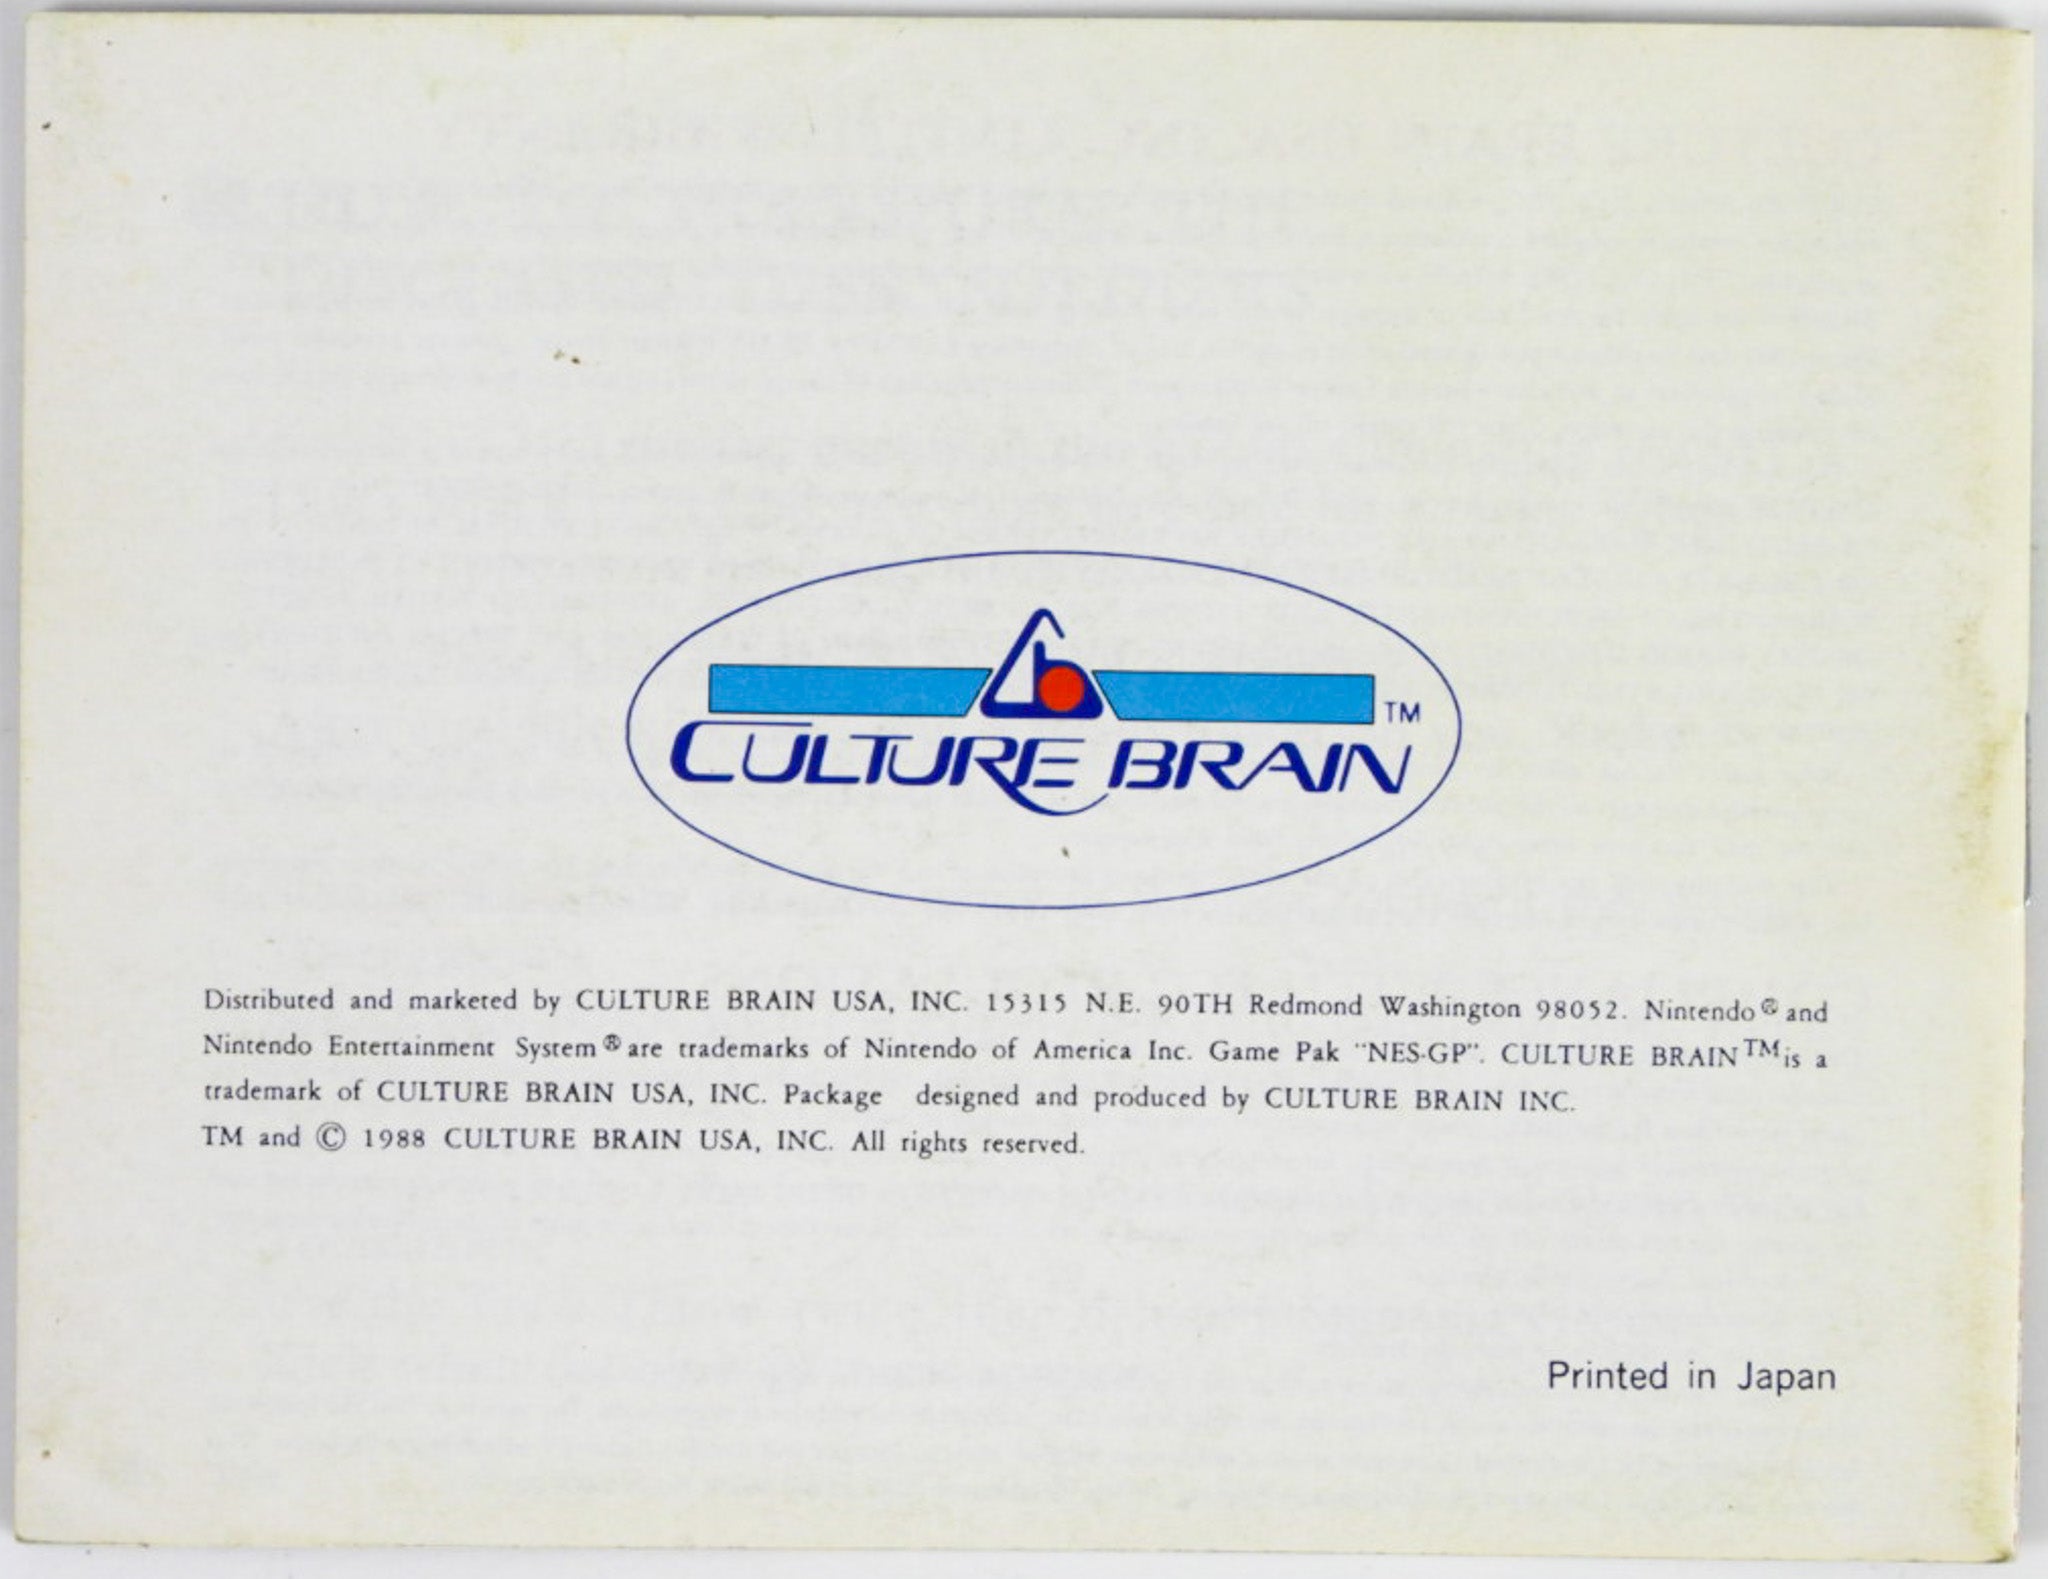 TM
CULTURE BRAIN
Distributed and marketed by CULTURE BRAIN USA, INC. 15315 N.E. 90TH Redmond Washington 98052. Nintendo® and
Nintendo Entertainment System® are trademarks of Nintendo of America Inc. Game Pak "NES-GP". CULTURE BRAIN™ is a
trademark of CULTURE BRAIN USA, INC. Package designed and produced by CULTURE BRAIN INC.
TM and © 1988 CULTURE BRAIN USA, INC. All rights reserved.
Printed in Japan